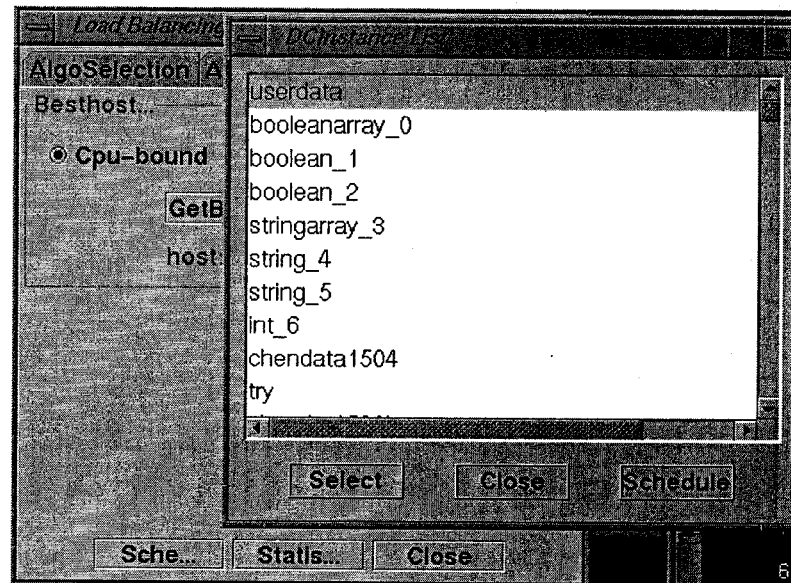 Load Balancing
DCInstance List
AlgoSelection A
Besthost...
Cpu-bound
GetB
host:
userdata
booleanarray_0
boolean_1
boolean_2
stringarray_3
string_4
string_5
int_6
chendata1504
try
Select Close Schedule
Sche... Statis... Close
6